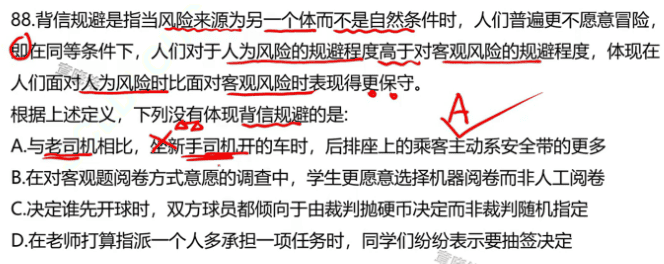 88.背信规避是指当风险来源为另一个体而不是自然条件时，人们普遍更不愿意冒险，
即在同等条件下，人们对于人为风险的规避程度高于对客观风险的规避程度，体现在
人们面对人为风险时比面对客观风险时表现得更保守。
根据上述定义，下列没有体现背信规避的是:
A
A.与老司机相比，坐新手司机开的车时，后排座上的乘客主动系安全带的更多
B.在对客观题阅卷方式意愿的调查中，学生更愿意选择机器阅卷而非人工阅卷
C.决定谁先开球时，双方球员都倾向于由裁判抛硬币决定而非裁判随机指定
D.在老师打算指派一个人多承担一项任务时，同学们纷纷表示要抽签决定